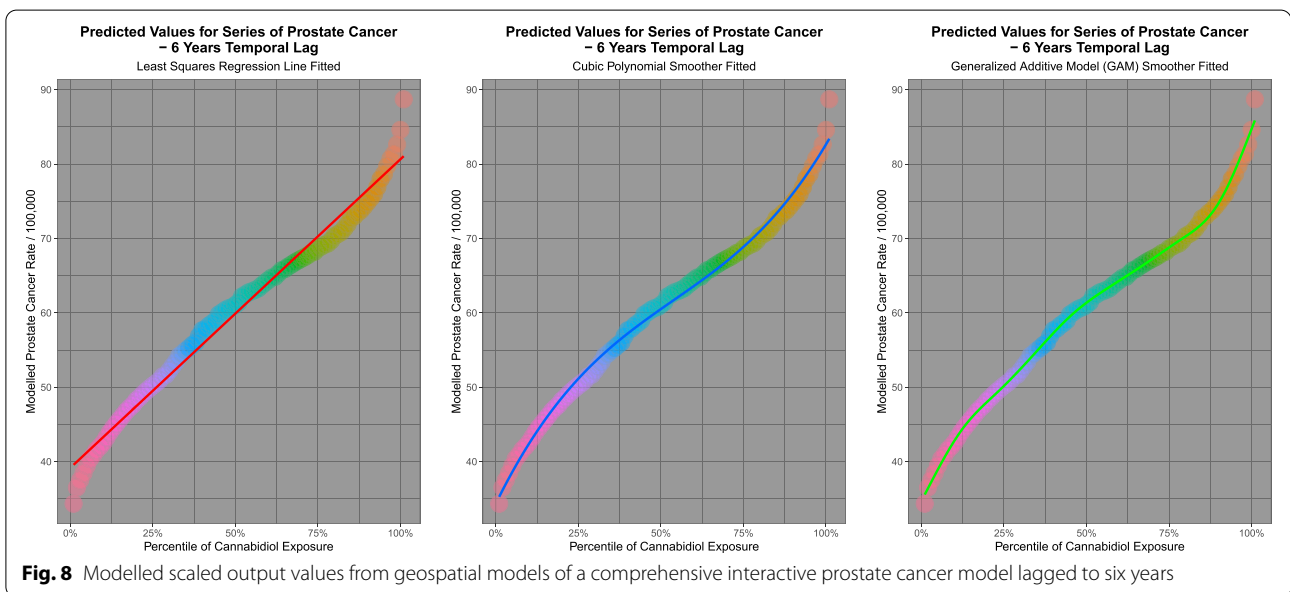 Predicted Values for Series of Prostate Cancer
− 6 Years Temporal Lag
Least Squares Regression Line Fitted
Modelled Prostate Cancer Rate / 100,000
90
80
70
60
50
40
0%
25%
50%
75%
100%
Percentile of Cannabidiol Exposure
Predicted Values for Series of Prostate Cancer
− 6 Years Temporal Lag
Cubic Polynomial Smoother Fitted
Modelled Prostate Cancer Rate / 100,000
90
80
70
60
50
40
0%
25%
50%
75%
100%
Percentile of Cannabidiol Exposure
Predicted Values for Series of Prostate Cancer
− 6 Years Temporal Lag
Generalized Additive Model (GAM) Smoother Fitted
Modelled Prostate Cancer Rate / 100,000
90
80
70
60
50
40
0%
25%
50%
75%
100%
Percentile of Cannabidiol Exposure
Fig. 8 Modelled scaled output values from geospatial models of a comprehensive interactive prostate cancer model lagged to six years